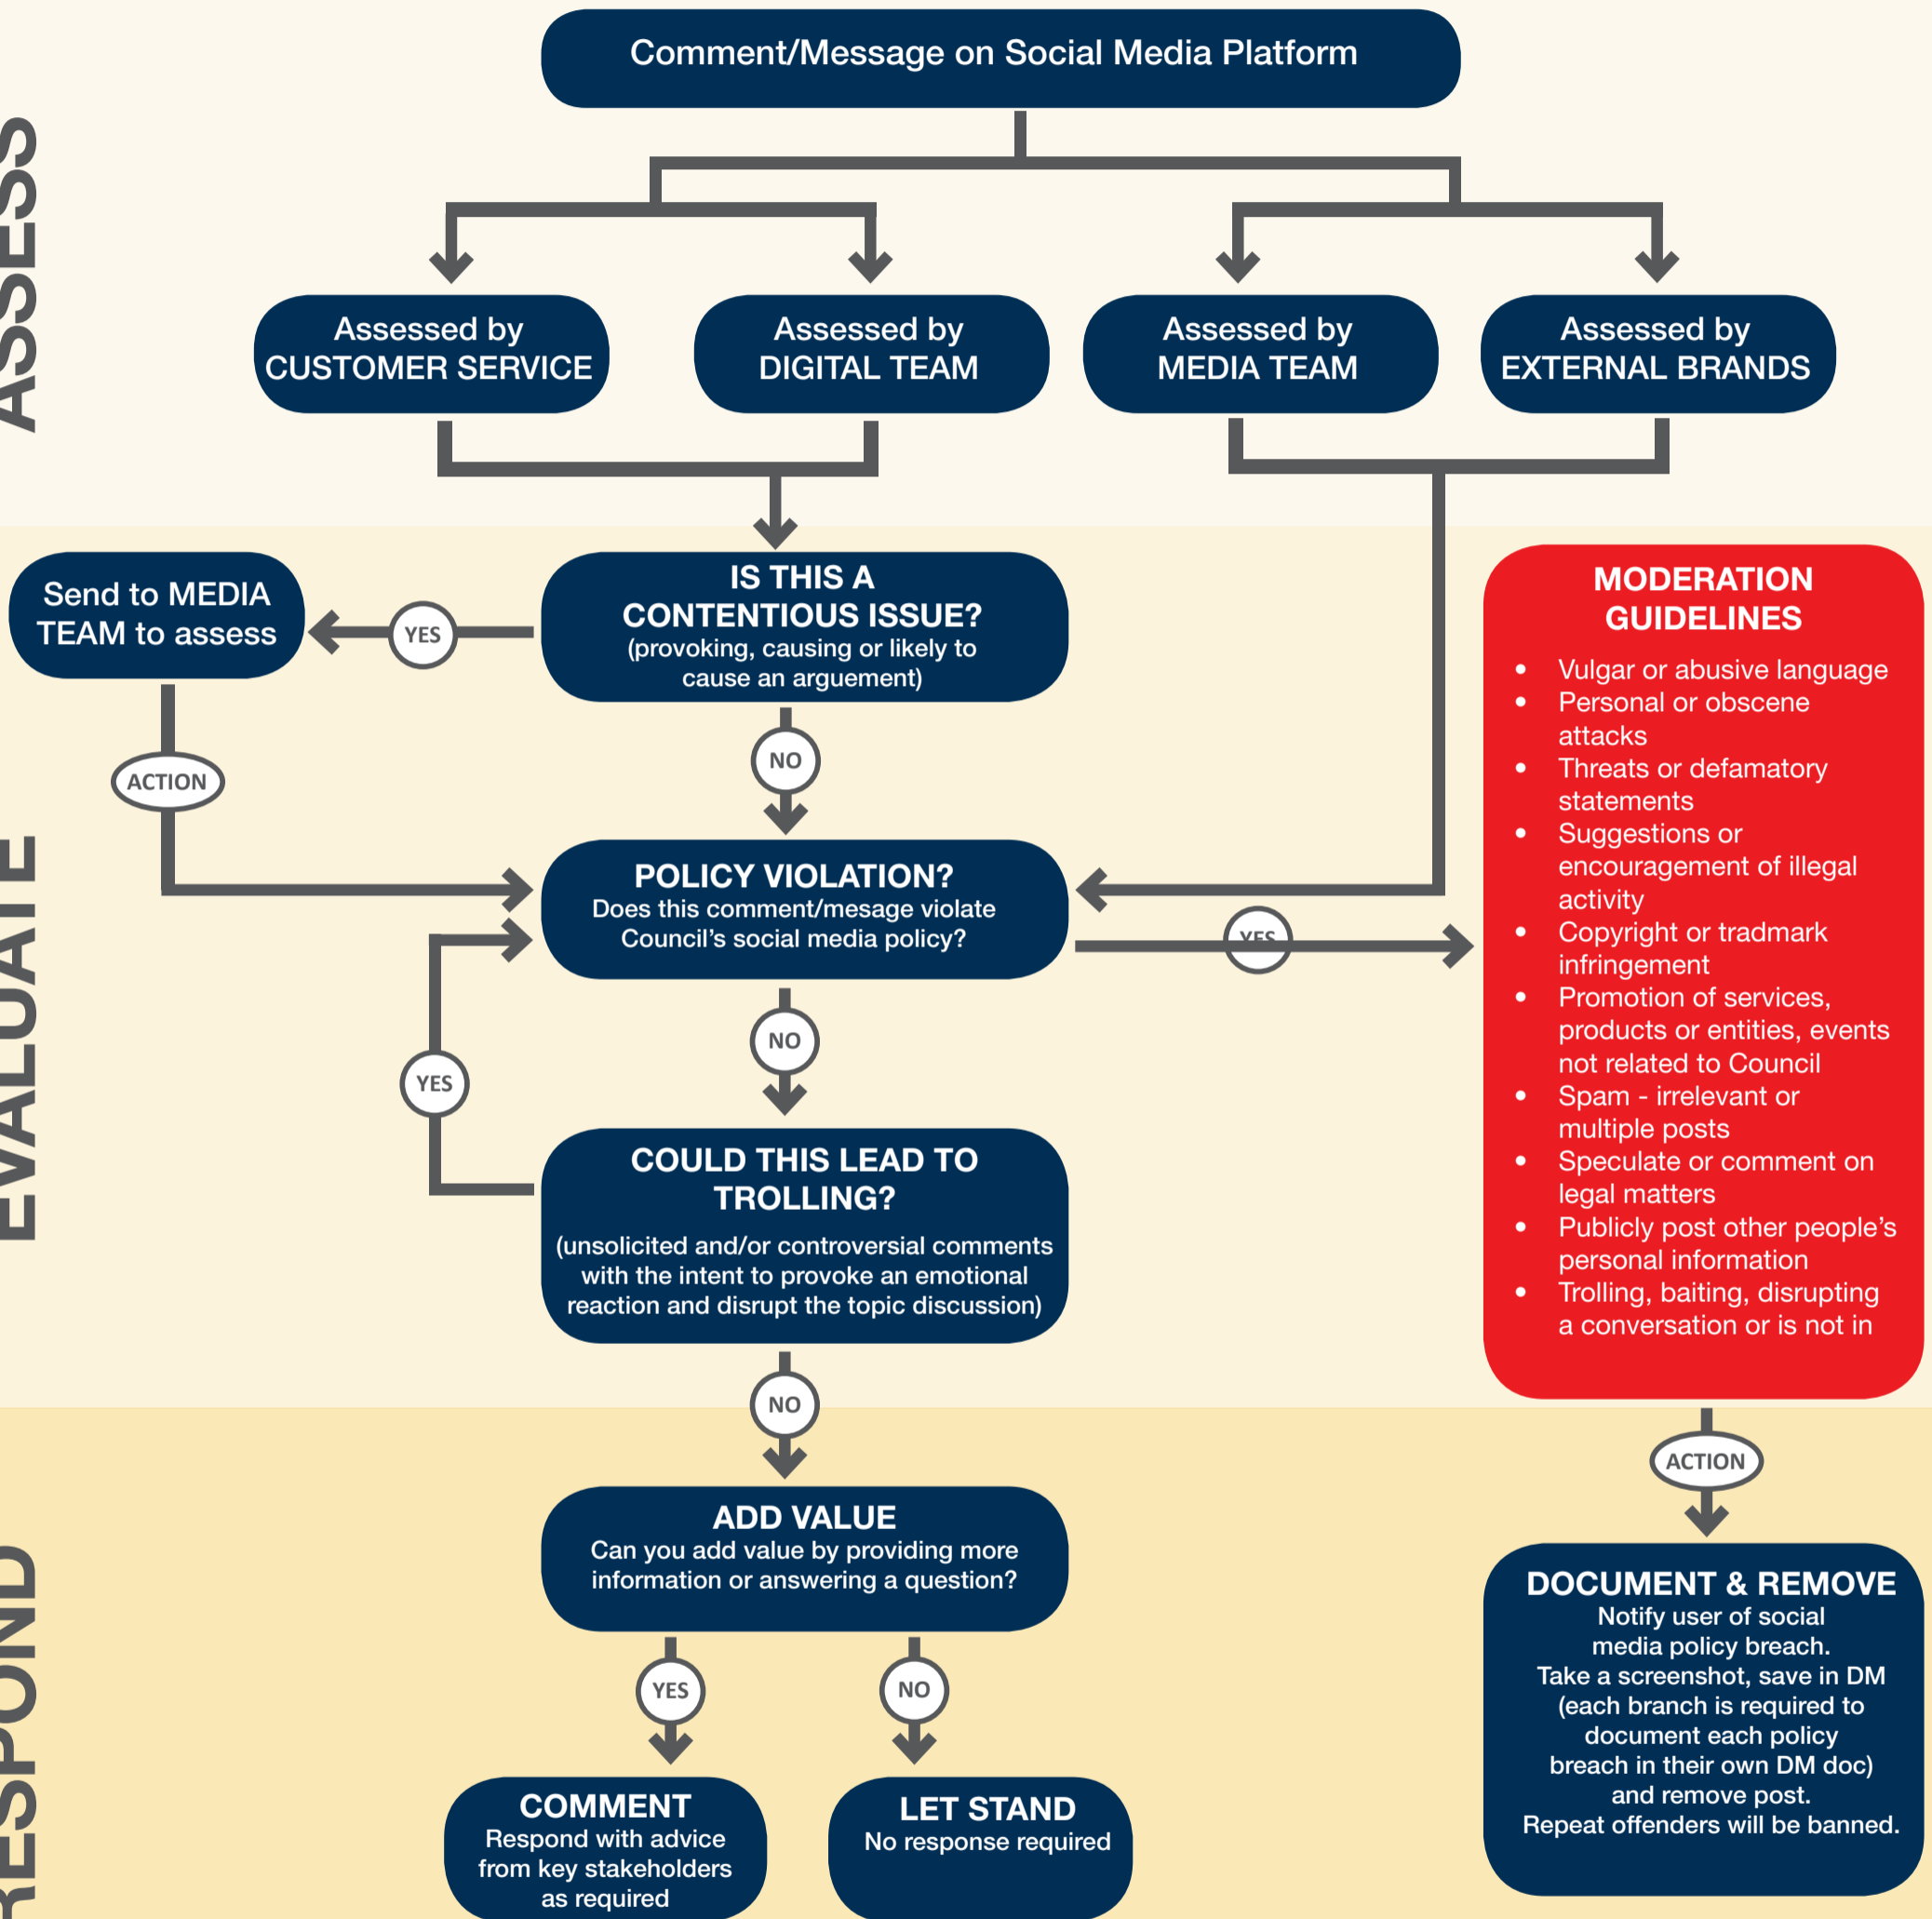 ASSESS
Comment/Message on Social Media Platform
Assessed by
CUSTOMER SERVICE
Assessed by
DIGITAL TEAM
Assessed by
MEDIA TEAM
Assessed by
EXTERNAL BRANDS
EVALUATE
Send to MEDIA
TEAM to assess
YES
IS THIS A
CONTENTIOUS ISSUE?
(provoking, causing or likely to
cause an arguement)
ACTION
NO
POLICY VIOLATION?
Does this comment/mesage violate
Council's social media policy?
YES
NO
YES
COULD THIS LEAD TO
TROLLING?
(unsolicited and/or controversial comments
with the intent to provoke an emotional
reaction and disrupt the topic discussion)
NO
MODERATION
GUIDELINES
• Vulgar or abusive language
• Personal or obscene
attacks
• Threats or defamatory
statements
• Suggestions or
encouragement of illegal
activity
• Copyright or tradmark
infringement
• Promotion of services,
products or entities, events
not related to Council
• Spam - irrelevant or
multiple posts
• Speculate or comment on
legal matters
• Publicly post other people's
personal information
• Trolling, baiting, disrupting
a conversation or is not in
RESPOND
ADD VALUE
Can you add value by providing more
information or answering a question?
YES
NO
COMMENT
Respond with advice
from key stakeholders
as required
LET STAND
No response required
ACTION
DOCUMENT & REMOVE
Notify user of social
media policy breach.
Take a screenshot, save in DM
(each branch is required to
document each policy
breach in their own DM doc)
and remove post.
Repeat offenders will be banned.